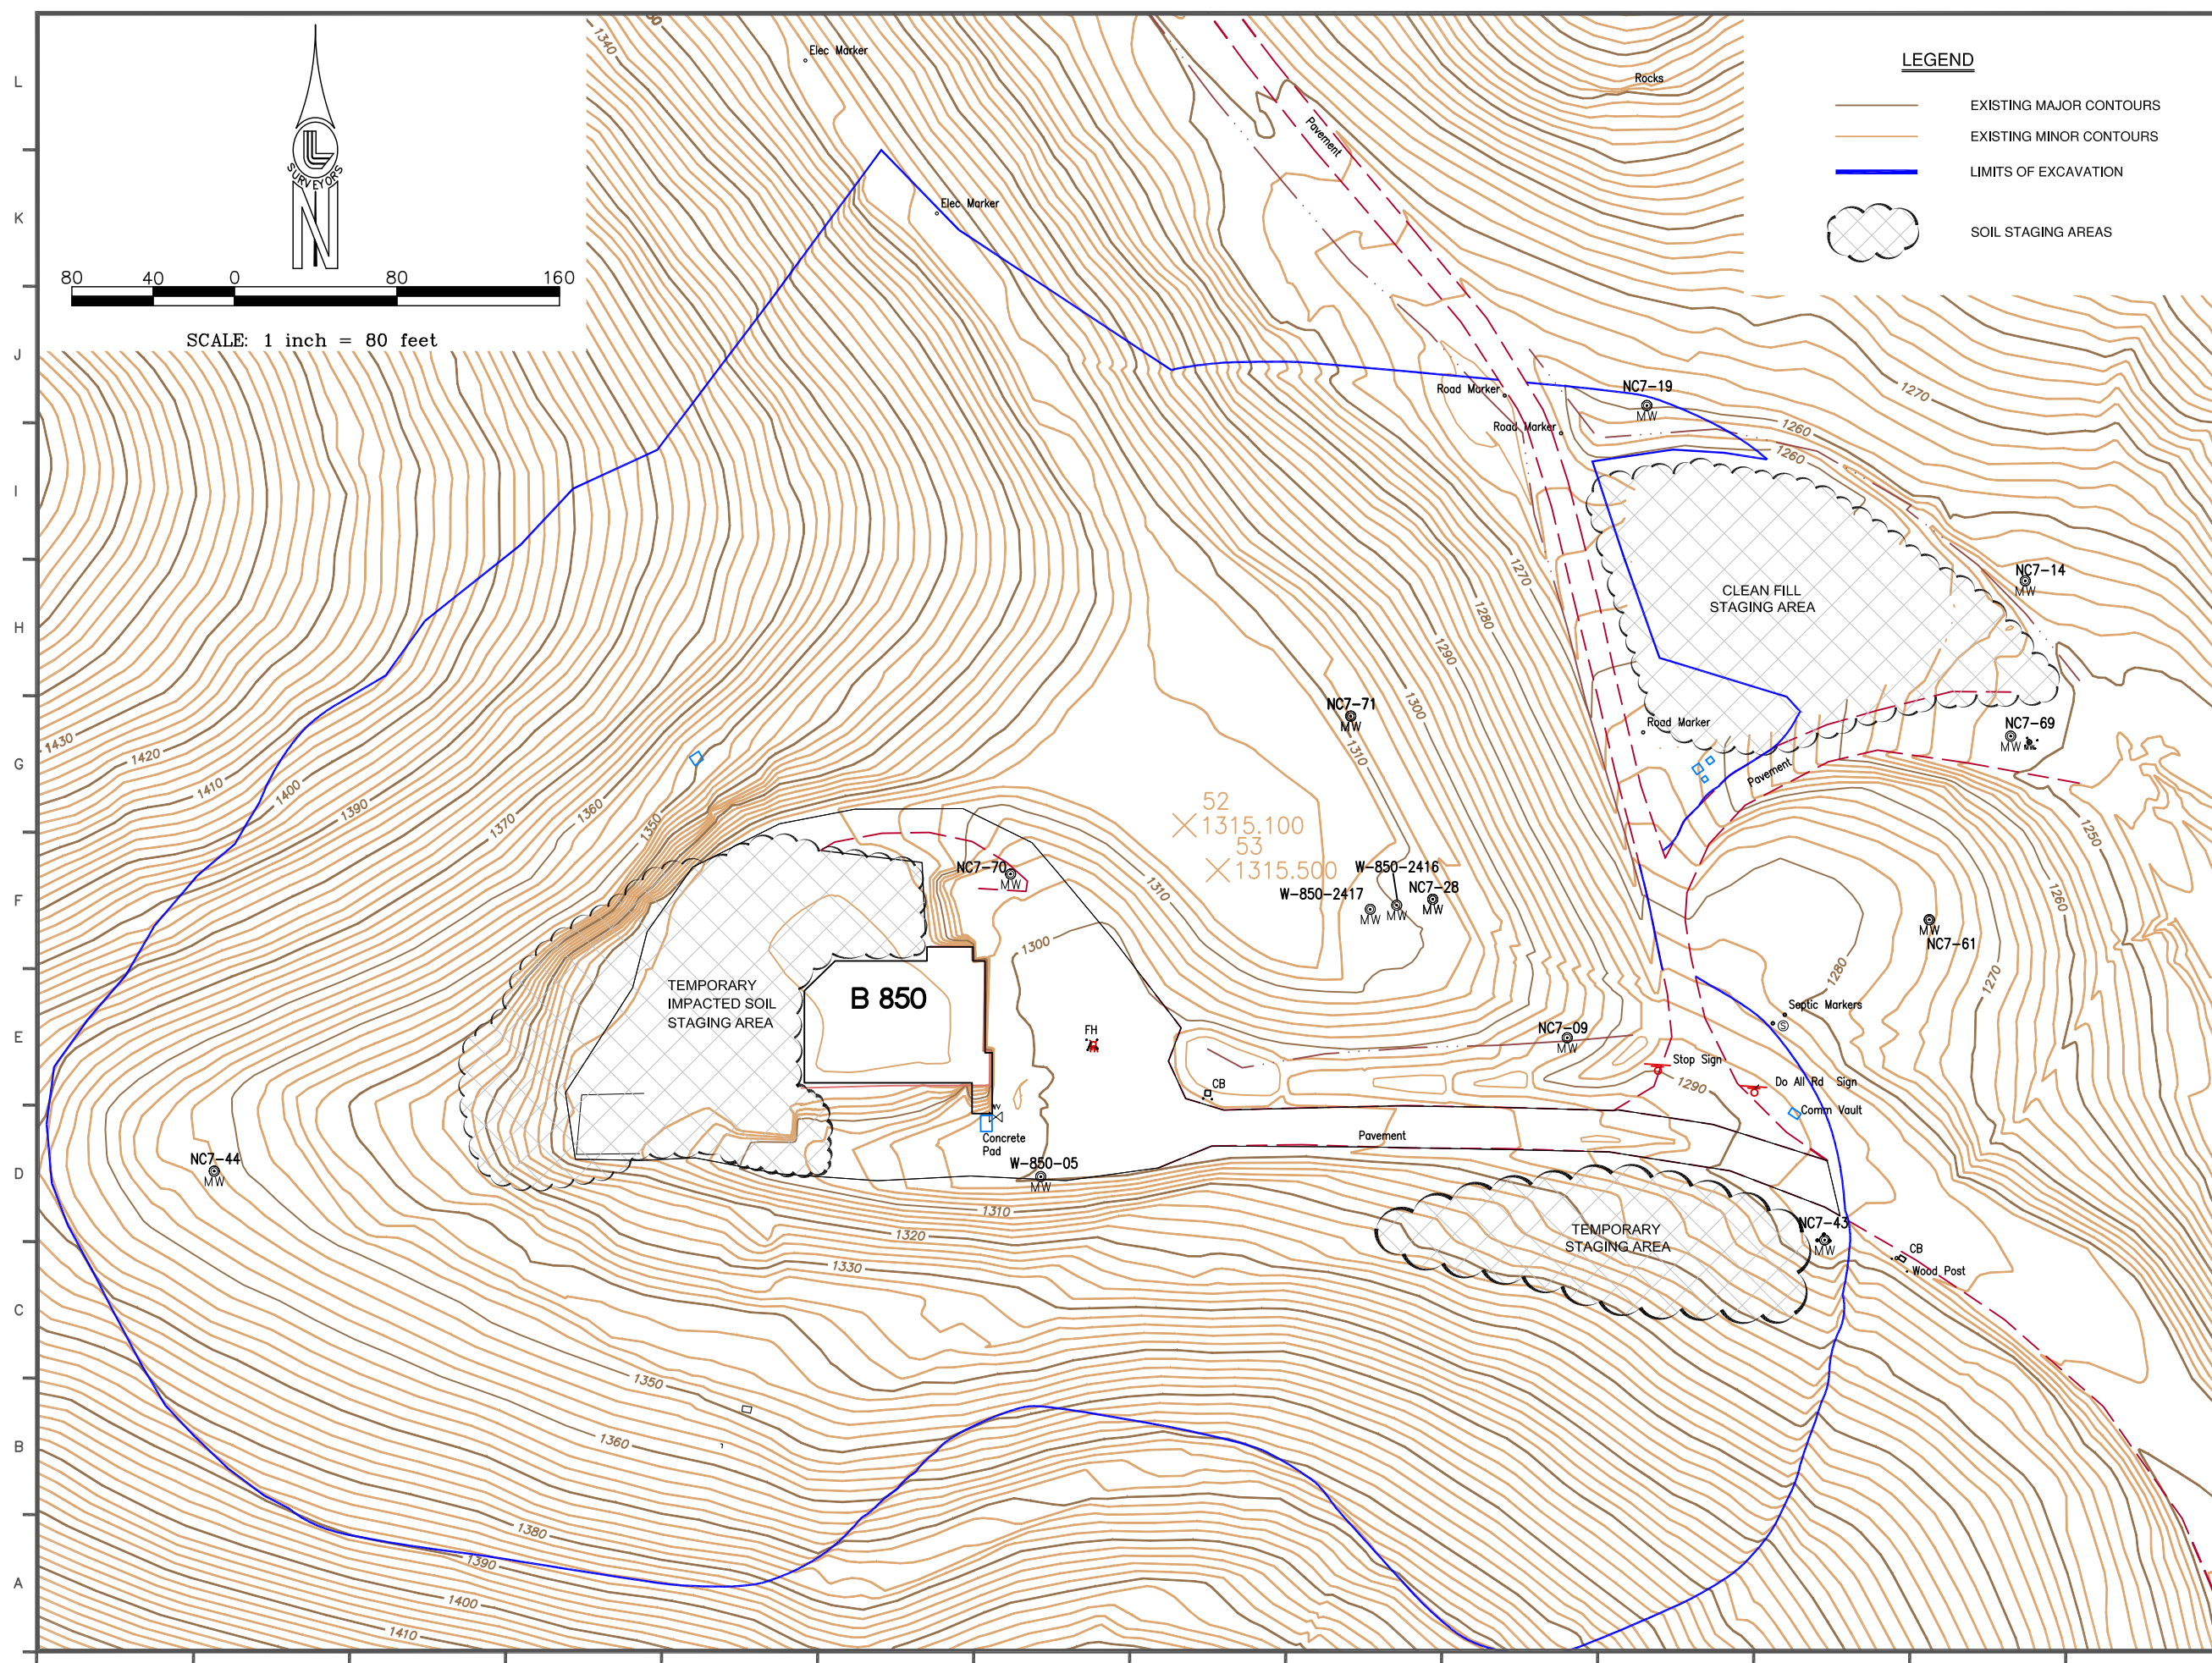 L
K
J
I
H
G
F
E
D
C
B
A
SURVEYORS
N
80 40 0 80 160
SCALE: 1 inch = 80 feet
LEGEND
EXISTING MAJOR CONTOURS
EXISTING MINOR CONTOURS
LIMITS OF EXCAVATION
SOIL STAGING AREAS
1340
Elec Marker
Rocks
Pavement
Elec Marker
Road Marker
NC7-19
MW
1270
Road Marker
1260
1260
1270
CLEAN FILL
STAGING AREA
NC7-14
MW
1280
1290
1300
1310
NC7-71
MW
Road Marker
NC7-69
MW
Pavement
1430
1420
1410
1400
1390
1370
1360
1350
52
1315.100
53
1315.500
1250
NC7-70
MW
1310
W-850-2416
W-850-2417
NC7-28
MW
MW
MW
1260
MW
NC7-61
1300
1280
1270
TEMPORARY
IMPACTED SOIL
STAGING AREA
B 850
Septic Markers
S
FH
NC7-09
MW
Stop Sign
1290
Do All Rd Sign
CB
Comm Vault
WV
Concrete
Pad
Pavement
NC7-44
MW
W-850-05
MW
1310
1320
1330
TEMPORARY
STAGING AREA
NC7-43
MW
CB
Wood Post
1350
1360
1380
1390
1400
1410